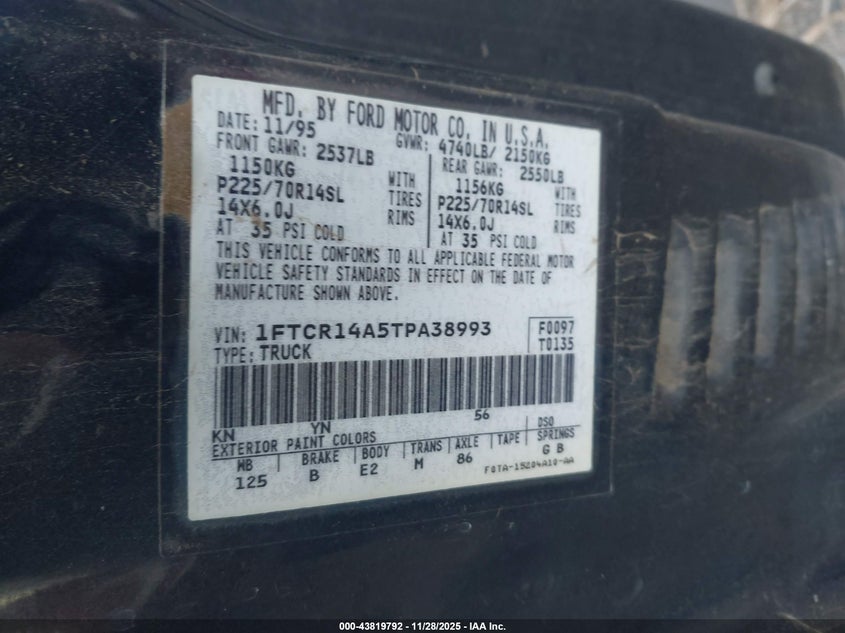 MFD. BY FORD MOTOR CO. IN U.S.A.
DATE: 11/95 GVWR: 4740LB/ 2150KG
FRONT GAWR: 2537LB REAR GAWR: 2550LB
1150KG WITH 1156KG WITH
P225/70R14SL TIRES P225/70R14SL TIRES
14X6.0J RIMS 14X6.0J RIMS
AT 35 PSI COLD AT 35 PSI COLD
THIS VEHICLE CONFORMS TO ALL APPLICABLE FEDERAL MOTOR
VEHICLE SAFETY STANDARDS IN EFFECT ON THE DATE OF
MANUFACTURE SHOWN ABOVE.
VIN: 1FTCR14A5TPA38993 F0097
TYPE: TRUCK T0135
KN YN 56
EXTERIOR PAINT COLORS DSO
WB BRAKE BODY TRANS AXLE TAPE SPRINGS
125 B E2 M 86 G B
F0TA-15204A10-AA
000-43819792 - 11/28/2025 - IAA Inc.